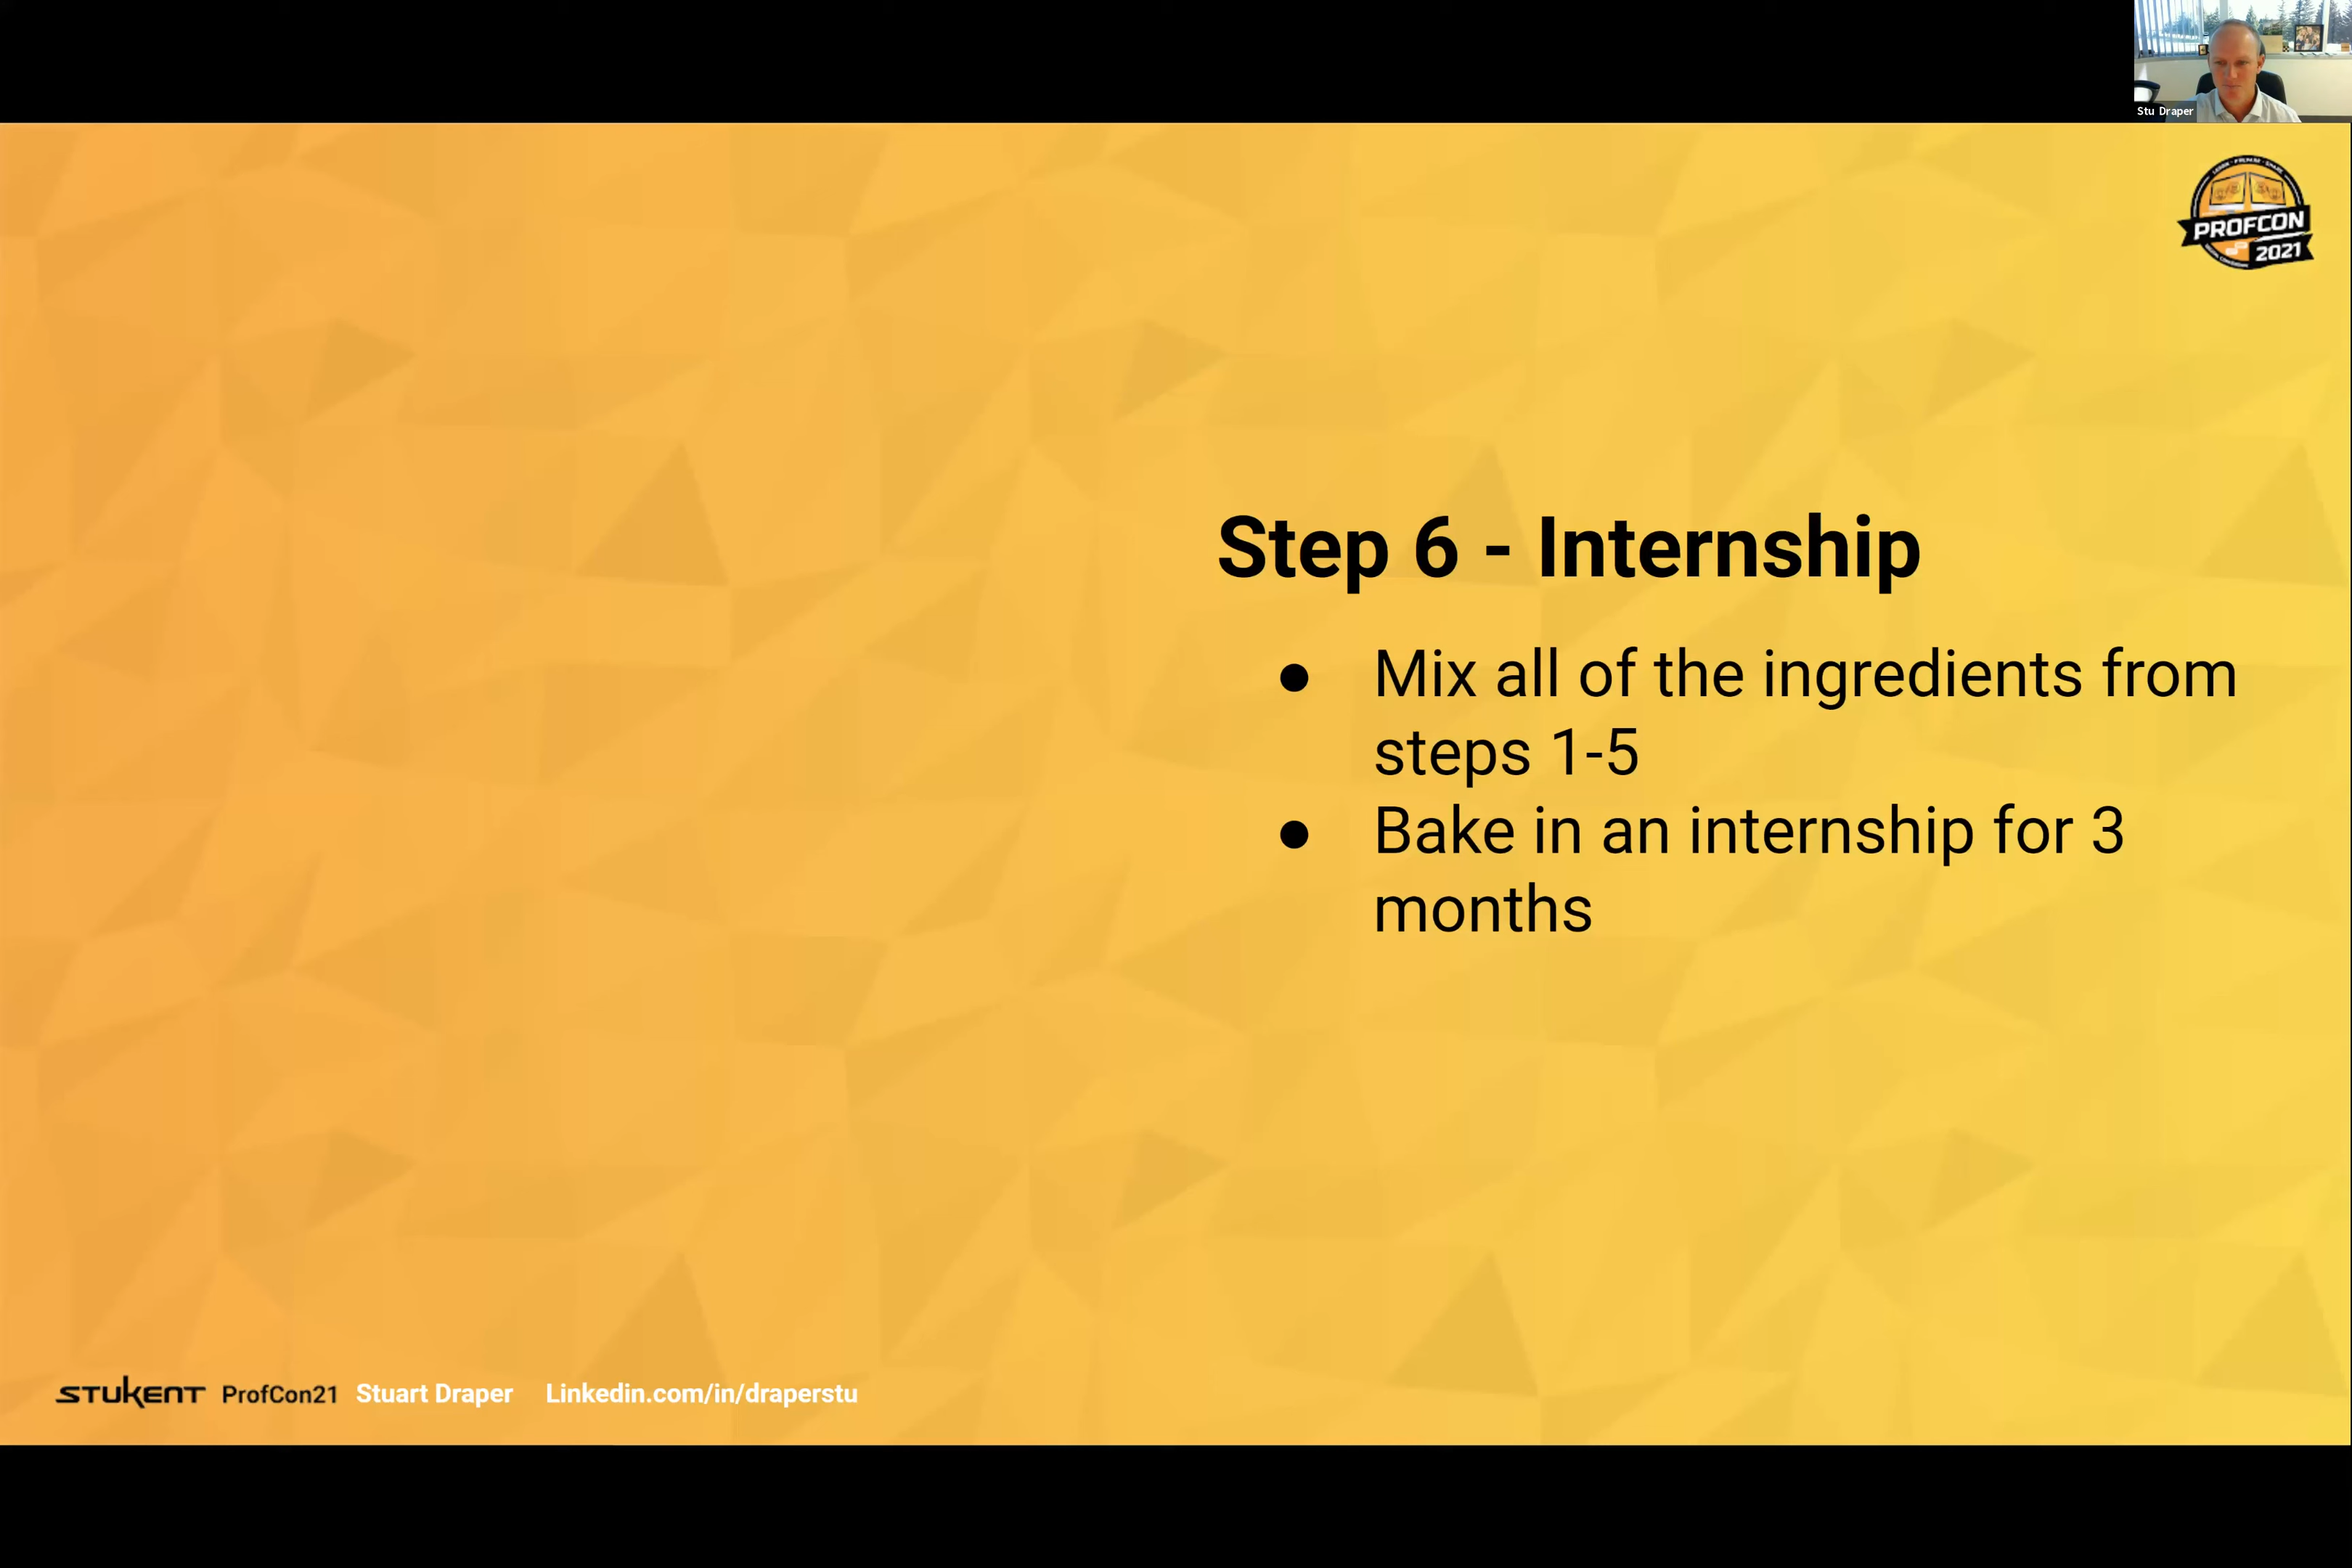 Stu Draper
PROFCON
2021
Step 6 - Internship
● Mix all of the ingredients from
steps 1-5
● Bake in an internship for 3
months
STUKENT ProfCon21 Stuart Draper Linkedin.com/in/draperstu